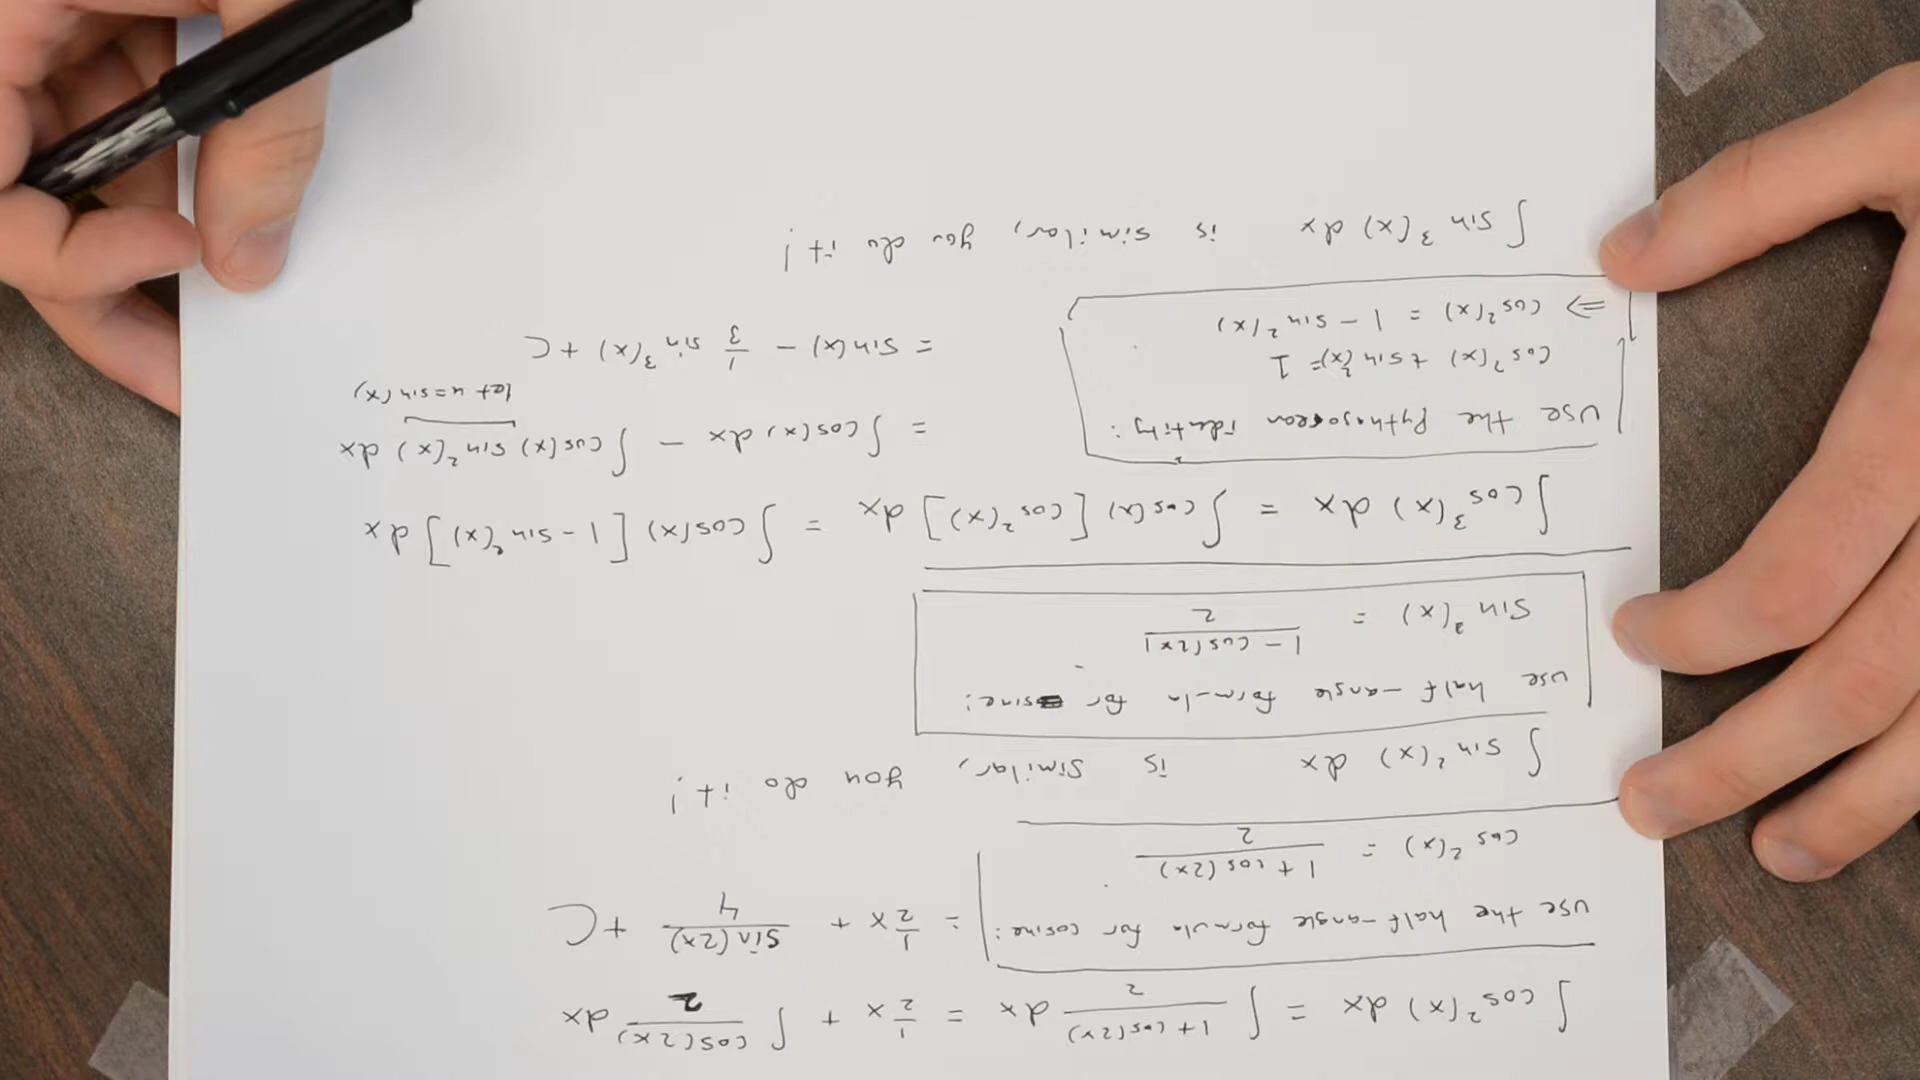 ∫ cos²(x) dx = ∫ (1 + cos(2x))/2 dx = 1/2 x + ∫ cos(2x)/2 dx
use the half-angle formula for cosine:
cos²(x) = (1 + cos(2x))/2
= 1/2 x + sin(2x)/4 + C
∫ sin²(x) dx is similar, you do it!
use half-angle formula for sine:
sin²(x) = (1 - cos(2x))/2
∫ cos³(x) dx = ∫ cos(x) [cos²(x)] dx = ∫ cos(x) [1 - sin²(x)] dx
use the Pythagorean identity:
cos²(x) + sin²(x) = 1
⇒ cos²(x) = 1 - sin²(x)
= ∫ cos(x) dx - ∫ cos(x) sin²(x) dx
let u = sin(x)
= sin(x) - 1/3 sin³(x) + C
∫ sin³(x) dx is similar, you do it!